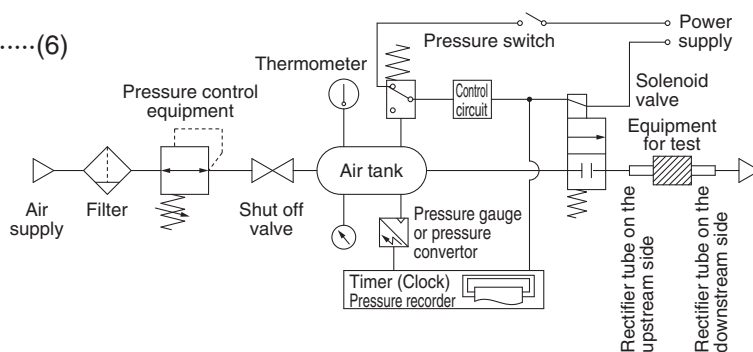 .....(6)
Pressure switch
Power
supply
Thermometer
Pressure control
equipment
Control
circuit
Solenoid
valve
Equipment
for test
Air tank
Air
supply
Filter
Shut off
valve
Pressure gauge
or pressure
convertor
Timer (Clock)
Pressure recorder
Rectifier tube on the
upstream side
Rectifier tube on the
downstream side